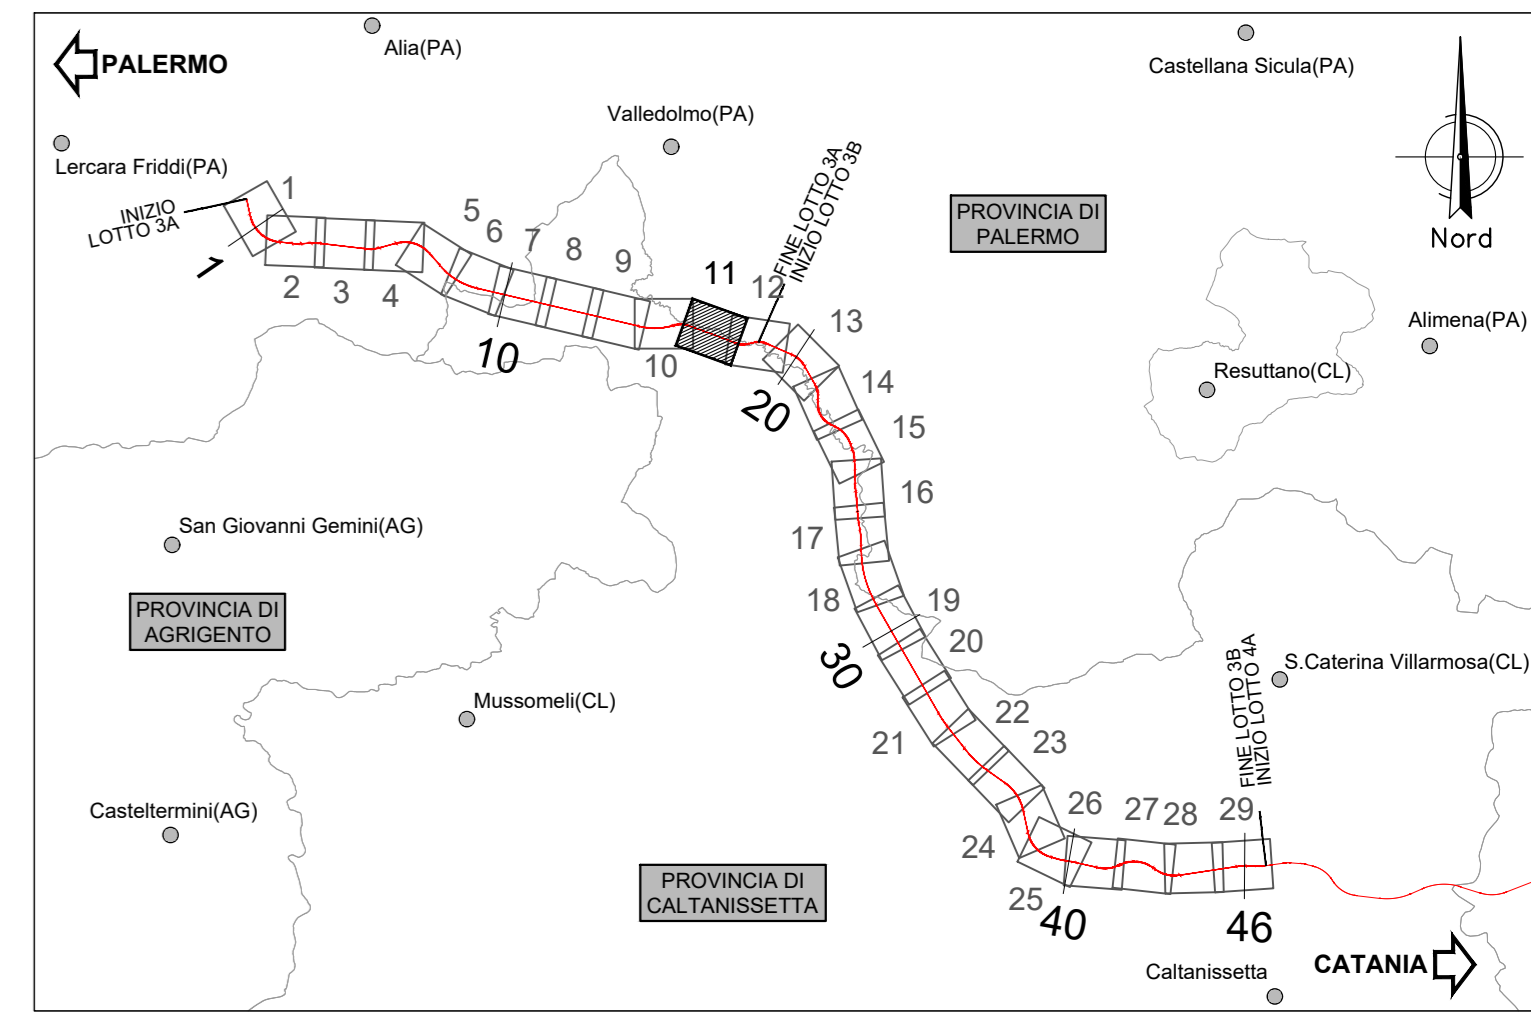 Alia(PA)
PALERMO
Castellana Sicula(PA)
Valledolmo(PA)
Lercara Friddi(PA)
FINE LOTTO 3A
INIZIO LOTTO 3B
INIZIO
LOTTO 3A
1
1
2
3
4
5
6
7
8
9
10
10
11
12
13
PROVINCIA DI
PALERMO
Nord
Alimena(PA)
Resuttano(CL)
20
14
15
16
17
18
19
20
30
San Giovanni Gemini(AG)
PROVINCIA DI
AGRIGENTO
Mussomeli(CL)
S.Caterina Villarmosa(CL)
FINE LOTTO 3B
INIZIO LOTTO 4A
21
22
23
24
25
26
27
28
29
40
46
Casteltermini(AG)
PROVINCIA DI
CALTANISSETTA
Caltanissetta
CATANIA